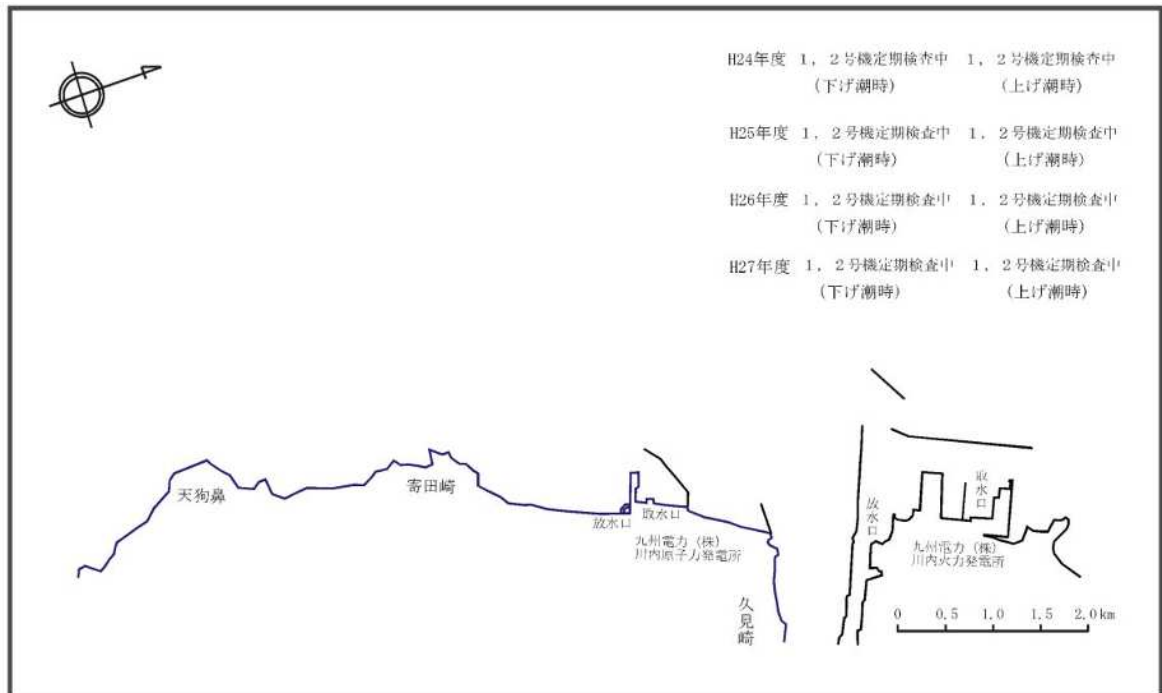 H24年度 1，2号機定期検査中 1，2号機定期検査中
(下げ潮時) (上げ潮時)
H25年度 1，2号機定期検査中 1，2号機定期検査中
(下げ潮時) (上げ潮時)
H26年度 1，2号機定期検査中 1，2号機定期検査中
(下げ潮時) (上げ潮時)
H27年度 1，2号機定期検査中 1，2号機定期検査中
(下げ潮時) (上げ潮時)
天狗鼻
寄田崎
放水口
取水口
九州電力（株）
川内原子力発電所
久見崎
放水口
取水口
九州電力（株）
川内火力発電所
0 0.5 1.0 1.5 2.0km